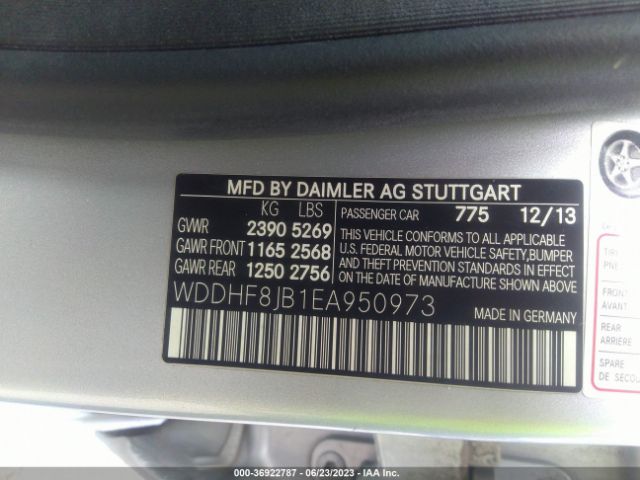 MFD BY DAIMLER AG STUTTGART
KG LBS
GVWR 2390 5269
GAWR FRONT 1165 2568
GAWR REAR 1250 2756
PASSENGER CAR 775 12/13
THIS VEHICLE CONFORMS TO ALL APPLICABLE
U.S. FEDERAL MOTOR VEHICLE SAFETY, BUMPER
AND THEFT PREVENTION STANDARDS IN EFFECT
ON THE DATE OF MANUFACTURE SHOWN ABOVE.
WDDHF8JB1EA950973
MADE IN GERMANY
FRONT
AVANT
REAR
ARRIÈRE
SPARE
000-36922787 - 06/23/2023 - IAA Inc.